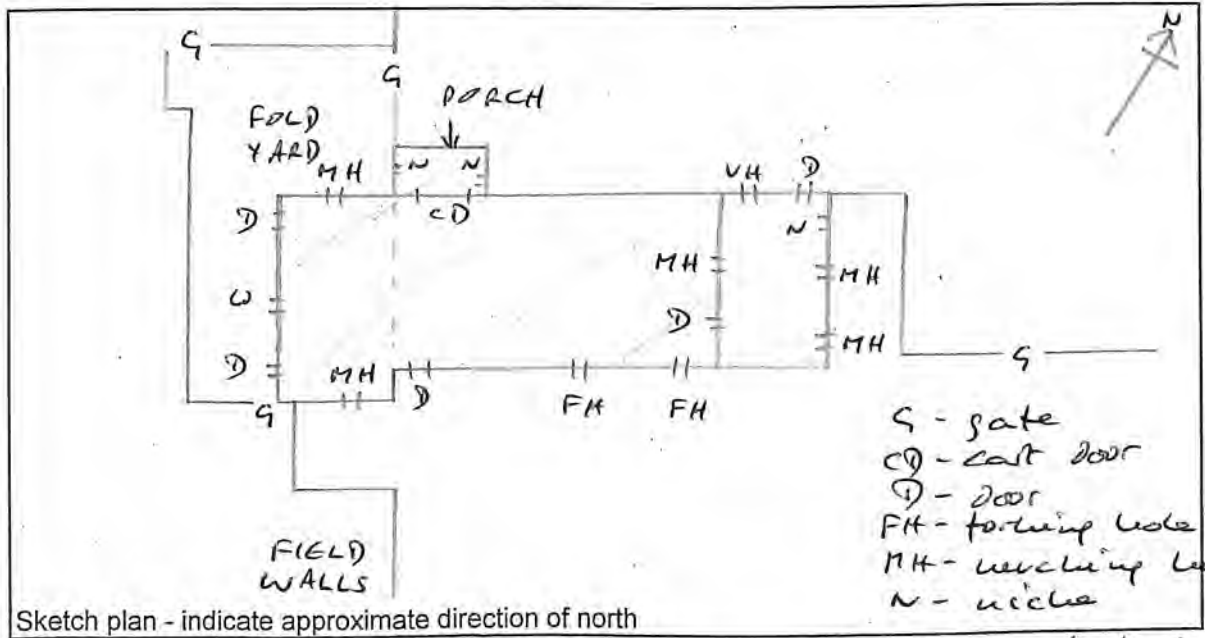 N
G
G
PORCH
FOLD
YARD
MH
N
N
VH
D
D
CD
N
MH
MH
W
D
D
MH
MH
G
G
D
FH
FH
G - gate
CD - cart door
D - door
FH - forking hole
MH -
N - niche
FIELD
WALLS
Sketch plan - indicate approximate direction of north